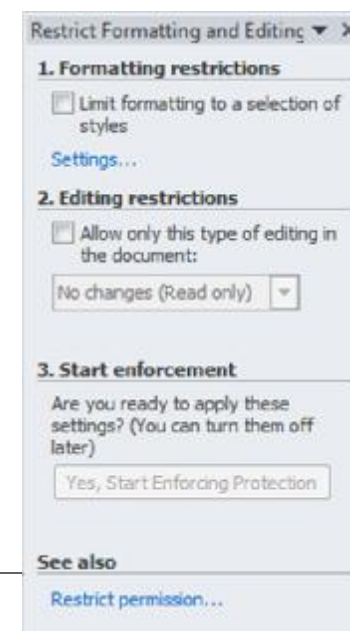 Restrict Formatting and Editing
1. Formatting restrictions
Limit formatting to a selection of
styles
Settings...
2. Editing restrictions
Allow only this type of editing in
the document:
No changes (Read only)
3. Start enforcement
Are you ready to apply these
settings? (You can turn them off
later)
Yes, Start Enforcing Protection
See also
Restrict permission...